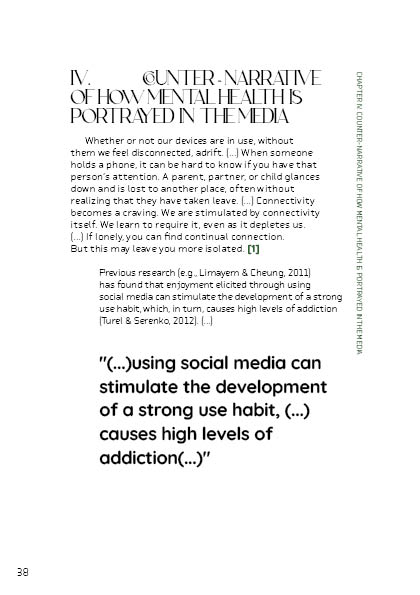 IV. COUNTER-NARRATIVE
OF HOW MENTAL HEALTH IS
PORTRAYED IN THE MEDIA
Whether or not our devices are in use, without
them we feel disconnected, adrift. (...) When someone
holds a phone, it can be hard to know if you have that
person's attention. A parent, partner, or child glances
down and is lost to another place, often without
realizing that they have taken leave. (...) Connectivity
becomes a craving. We are stimulated by connectivity
itself. We learn to require it, even as it depletes us.
(...) If lonely, you can find continual connection.
But this may leave you more isolated. [1]
Previous research (e.g., Limayem & Cheung, 2011)
has found that enjoyment elicited through using
social media can stimulate the development of a strong
use habit, which, in turn, causes high levels of addiction
(Turel & Serenko, 2012). (...)
"(...)using social media can
stimulate the development
of a strong use habit, (...)
causes high levels of
addiction(...)"
CHAPTER IV. COUNTER-NARRATIVE OF HOW MENTAL HEALTH IS PORTRAYED IN THE MEDIA
38